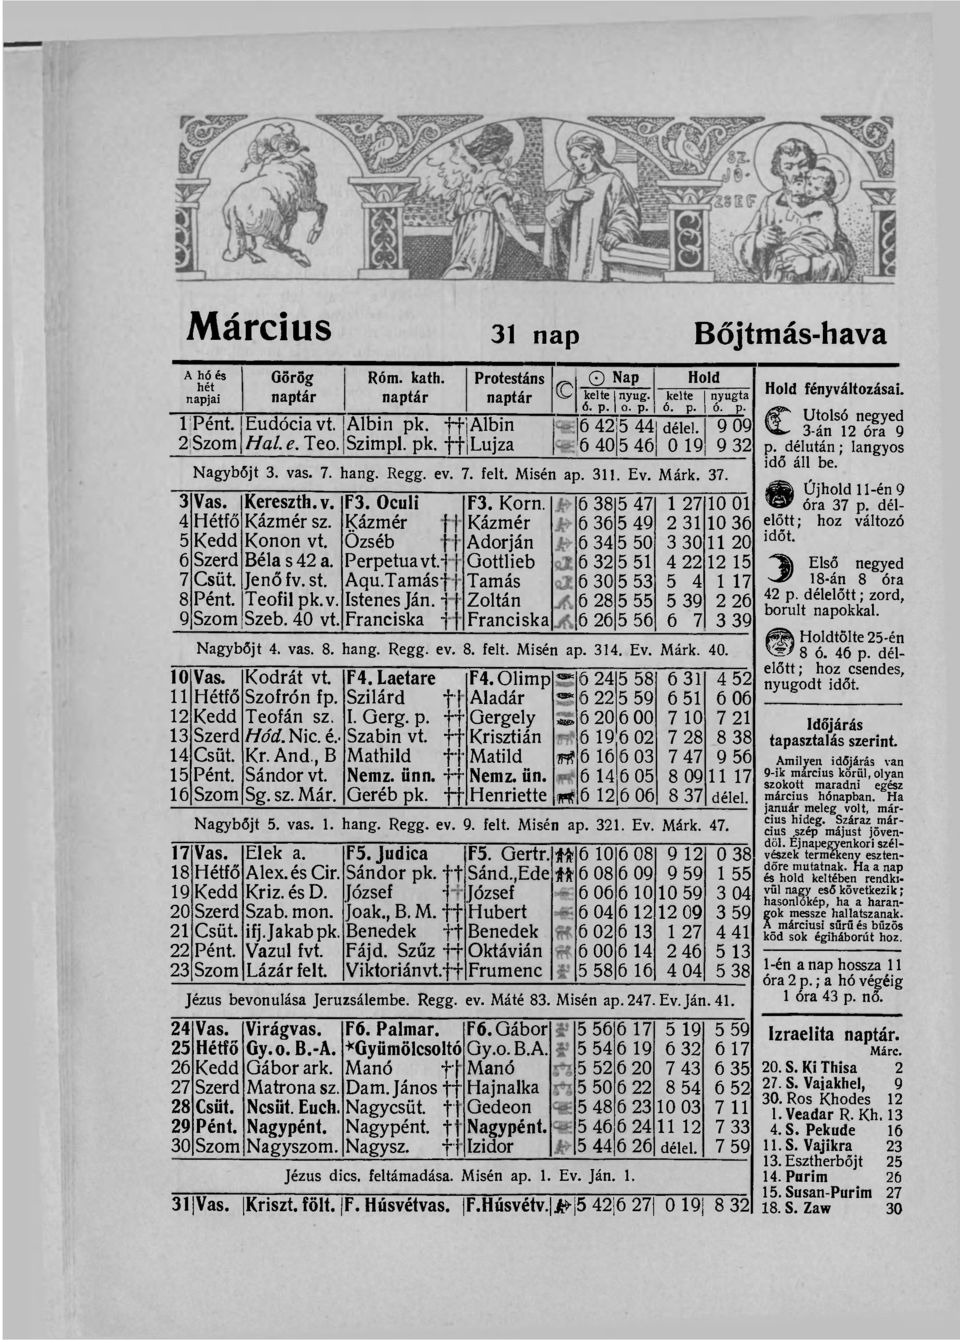 SZ.
JÓ-
ZSEF
Március 31 nap Bőjtmás-hava
A hó és hét napjai | Görög naptár | Róm. kath. naptár | Protestáns naptár | ☾ | ☉ Nap kelte ó. p. | nyug. o. p. | Hold kelte ó. p. | nyugta ó. p.
1 Pént. Eudócia vt. Albin pk. †† Albin 6 42 5 44 délel. 9 09
2 Szom Hal. e. Teo. Szimpl. pk. †† Lujza 6 40 5 46 0 19 9 32
Nagybőjt 3. vas. 7. hang. Regg. ev. 7. felt. Misén ap. 311. Ev. Márk. 37.
3 Vas. Kereszth. v. F3. Oculi F3. Korn. 6 38 5 47 1 27 10 01
4 Hétfő Kázmér sz. Kázmér †† Kázmér 6 36 5 49 2 31 10 36
5 Kedd Konon vt. Özséb †† Adorján 6 34 5 50 3 30 11 20
6 Szerd Béla s 42 a. Perpetua vt. †† Gottlieb 6 32 5 51 4 22 12 15
7 Csüt. Jenő fv. st. Aqu. Tamás †† Tamás 6 30 5 53 5 4 1 17
8 Pént. Teofil pk. v. Istenes Ján. †† Zoltán 6 28 5 55 5 39 2 26
9 Szom Szeb. 40 vt. Franciska †† Franciska 6 26 5 56 6 7 3 39
Nagybőjt 4. vas. 8. hang. Regg. ev. 8. felt. Misén ap. 314. Ev. Márk. 40.
10 Vas. Kodrát vt. F4. Laetare F4. Olimp 6 24 5 58 6 31 4 52
11 Hétfő Szofrón fp. Szilárd †† Aladár 6 22 5 59 6 51 6 06
12 Kedd Teofán sz. I. Gerg. p. †† Gergely 6 20 6 00 7 10 7 21
13 Szerd Hód. Nic. é. Szabin vt. †† Krisztián 6 19 6 02 7 28 8 38
14 Csüt. Kr. And., B Mathild †† Matild 6 16 6 03 7 47 9 56
15 Pént. Sándor vt. Nemz. ünn. †† Nemz. ün. 6 14 6 05 8 09 11 17
16 Szom Sg. sz. Már. Geréb pk. †† Henriette 6 12 6 06 8 37 délel.
Nagybőjt 5. vas. 1. hang. Regg. ev. 9. felt. Misén ap. 321. Ev. Márk. 47.
17 Vas. Elek a. F5. Judica F5. Gertr. 6 10 6 08 9 12 0 38
18 Hétfő Alex. és Cir. Sándor pk. †† Sánd., Ede 6 08 6 09 9 59 1 55
19 Kedd Kriz. és D. József † József 6 06 6 10 10 59 3 04
20 Szerd Szab. mon. Joak., B. M. †† Hubert 6 04 6 12 12 09 3 59
21 Csüt. ifj. Jakab pk. Benedek †† Benedek 6 02 6 13 1 27 4 41
22 Pént. Vazul fvt. Fájd. Szűz †† Oktávián 6 00 6 14 2 46 5 13
23 Szom Lázár felt. Viktorián vt. †† Frumenc 5 58 6 16 4 04 5 38
Jézus bevonulása Jeruzsálembe. Regg. ev. Máté 83. Misén ap. 247. Ev. Ján. 41.
24 Vas. Virágvas. F6. Palmar. F6. Gábor 5 56 6 17 5 19 5 59
25 Hétfő Gy. o. B.-A. *Gyümölcsoltó Gy. o. B. A. 5 54 6 19 6 32 6 17
26 Kedd Gábor ark. Manó †† Manó 5 52 6 20 7 43 6 35
27 Szerd Matrona sz. Dam. János †† Hajnalka 5 50 6 22 8 54 6 52
28 Csüt. Ncsüt. Euch. Nagycsüt. †† Gedeon 5 48 6 23 10 03 7 11
29 Pént. Nagypént. Nagypént. †† Nagypént. 5 46 6 24 11 12 7 33
30 Szom Nagyszom. Nagysz. †† Izidor 5 44 6 26 délel. 7 59
Jézus dics. feltámadása. Misén ap. 1. Ev. Ján. 1.
31 Vas. Kriszt. fölt. F. Húsvétvas. F. Húsvétv. 5 42 6 27 0 19 8 32
Hold fényváltozásai.
Utolsó negyed
3-án 12 óra 9
p. délután; langyos
idő áll be.
Újhold 11-én 9
óra 37 p. dél-
előtt; hoz változó
időt.
Első negyed
18-án 8 óra
42 p. délelőtt; zord,
borult napokkal.
Holdtölte 25-én
8 ó. 46 p. dél-
előtt; hoz csendes,
nyugodt időt.
Időjárás
tapasztalás szerint.
Amilyen időjárás van
9-ik március körül, olyan
szokott maradni egész
március hónapban. Ha
január meleg volt, már-
cius hideg. Száraz már-
cius szép májust jöven-
döl. Éjnapegyenkori szél-
vészek termékeny eszten-
dőre mutatnak. Ha a nap
és hold keltében rendkí-
vül nagy eső következik;
hasonlókép, ha a haran-
gok messze hallatszanak.
A márciusi sűrű és bűzös
köd sok égiháborút hoz.
1-én a nap hossza 11
óra 2 p.; a hó végéig
1 óra 43 p. nő.
Izraelita naptár.
Márc.
20. S. Ki Thisa 2
27. S. Vajakhel, 9
30. Ros Khodes 12
1. Veadar R. Kh. 13
4. S. Pekude 16
11. S. Vajikra 23
13. Esztherbőjt 25
14. Purim 26
15. Susan-Purim 27
18. S. Zaw 30